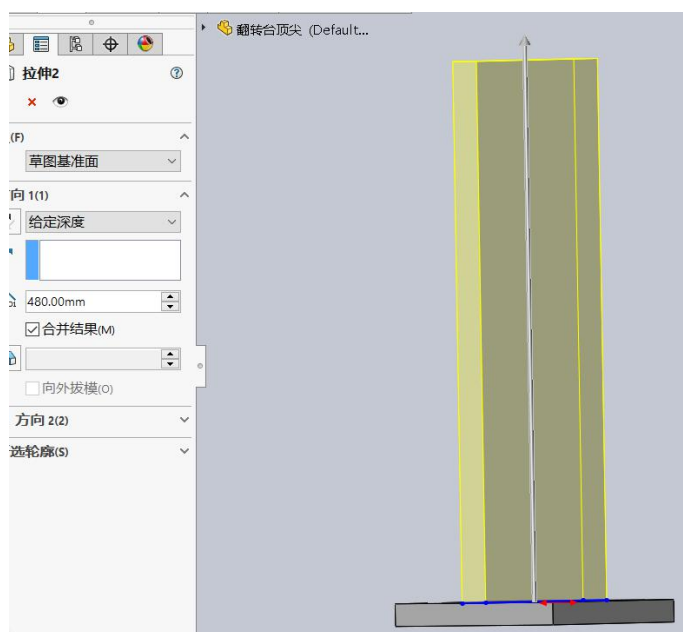 翻转台顶尖 (Default...
拉伸2
(F)
草图基准面
向 1(1)
给定深度
480.00mm
合并结果(M)
向外拔模(O)
方向 2(2)
选轮廓(S)